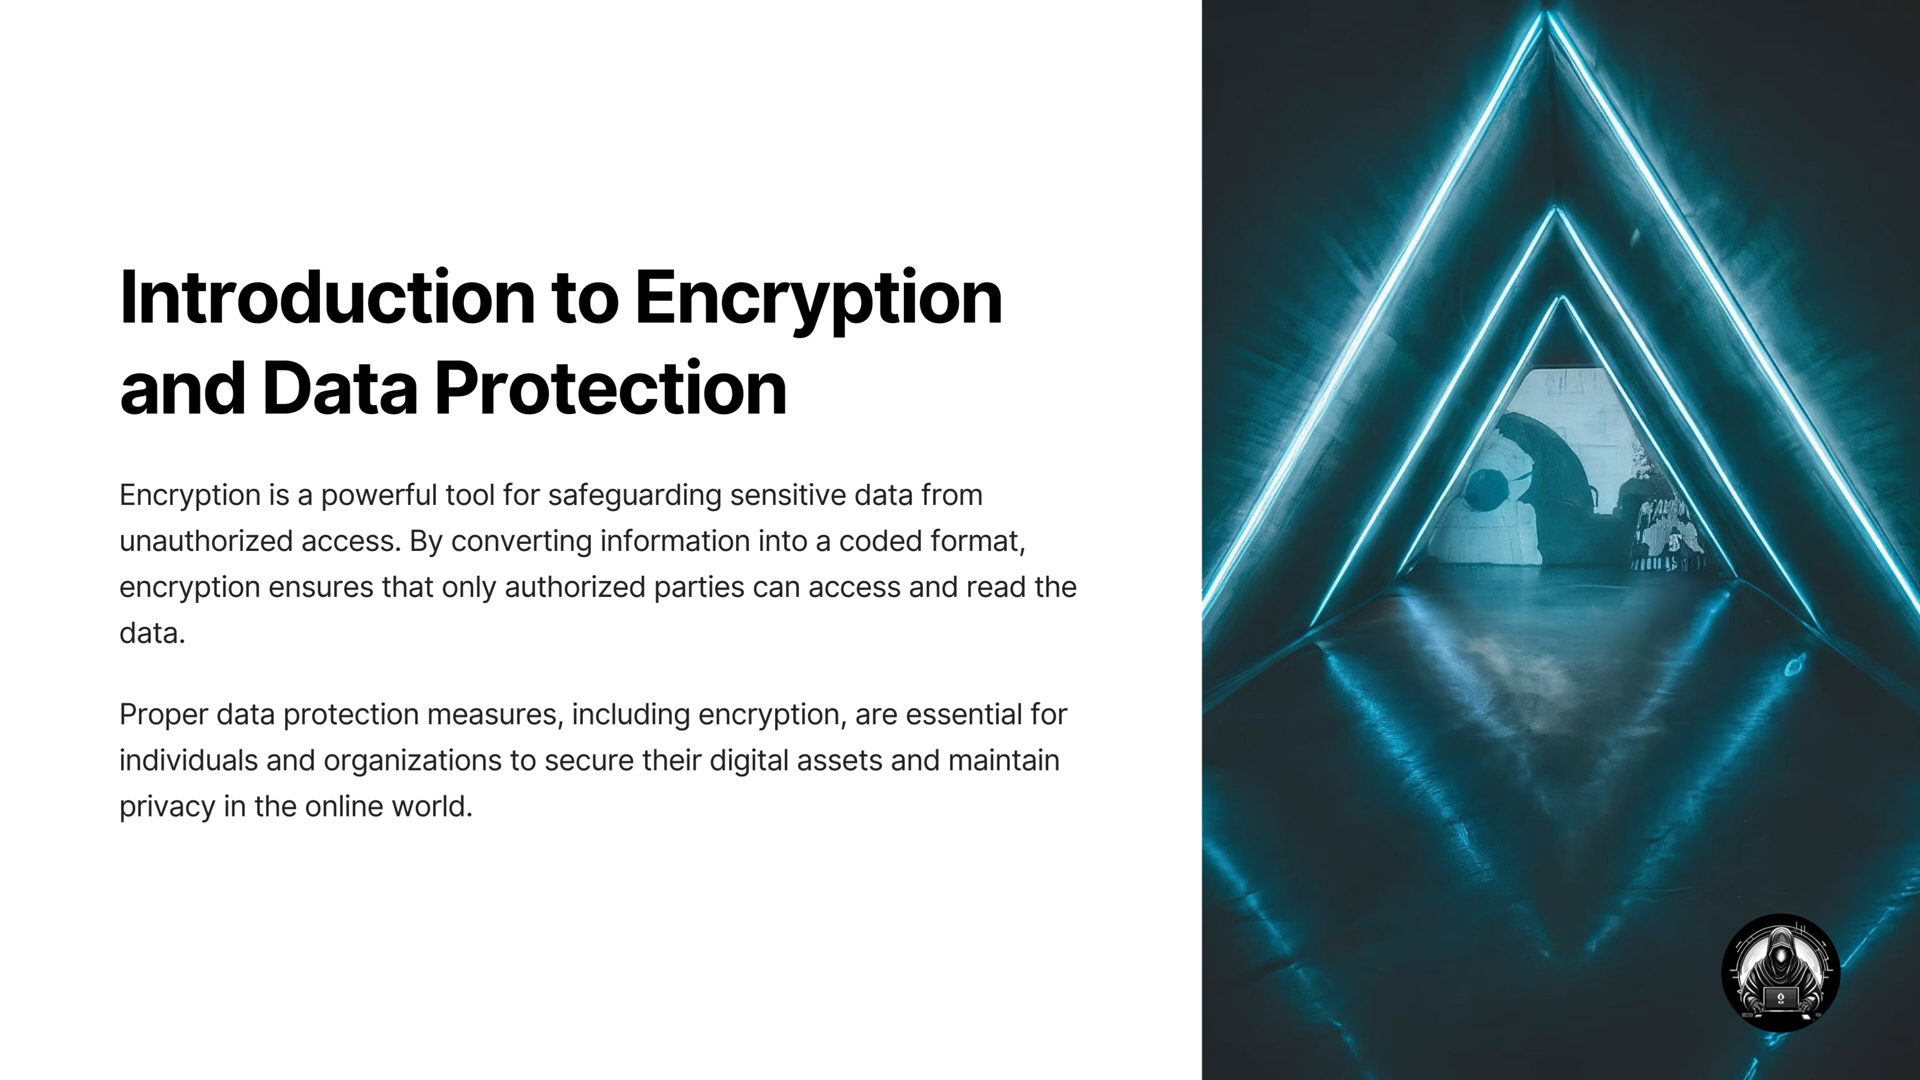 Introduction to Encryption
and Data Protection
Encryption is a powerful tool for safeguarding sensitive data from
unauthorized access. By converting information into a coded format,
encryption ensures that only authorized parties can access and read the
data.
Proper data protection measures, including encryption, are essential for
individuals and organizations to secure their digital assets and maintain
privacy in the online world.